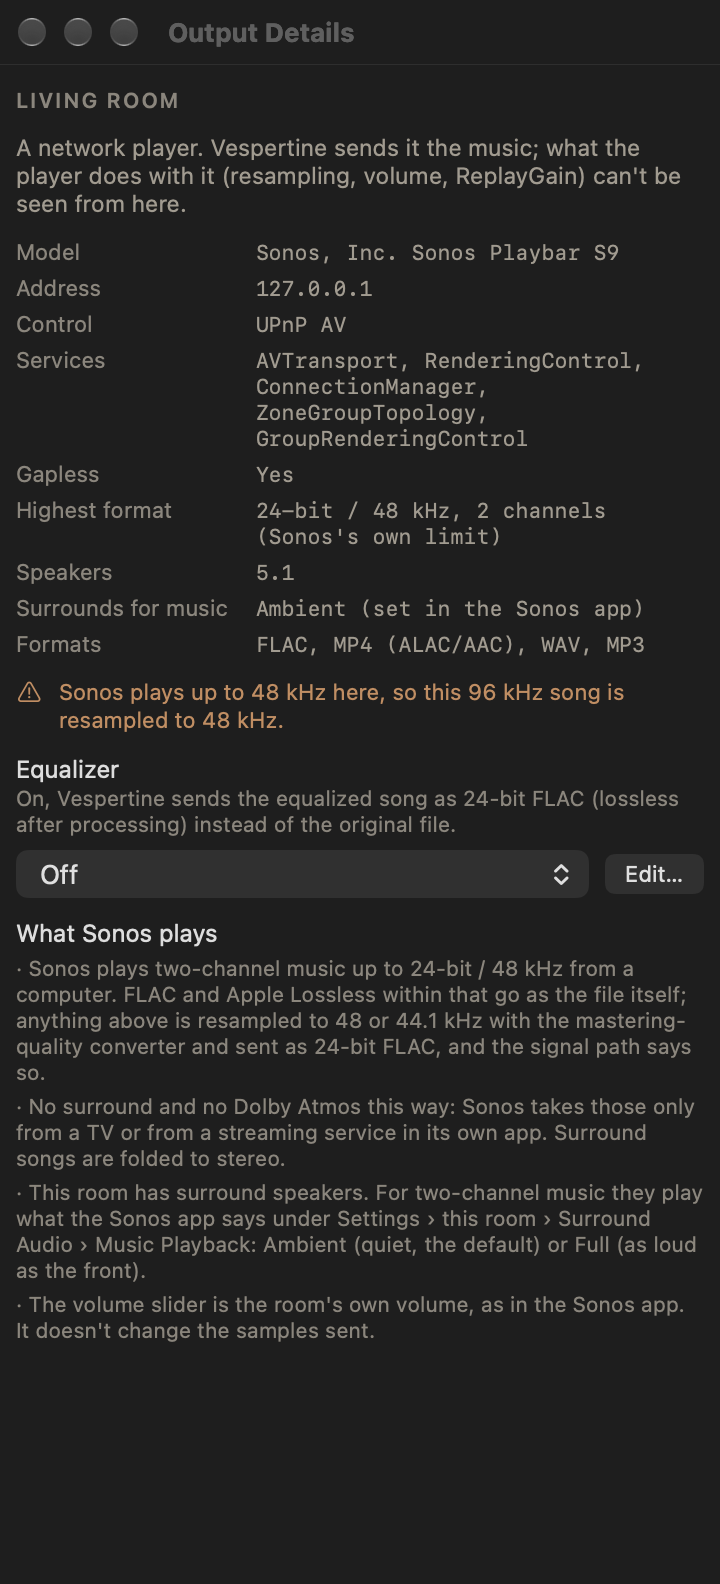 Output Details
LIVING ROOM
A network player. Vespertine sends it the music; what the
player does with it (resampling, volume, ReplayGain) can't be
seen from here.
Model Sonos, Inc. Sonos Playbar S9
Address 127.0.0.1
Control UPnP AV
Services AVTransport, RenderingControl,
ConnectionManager,
ZoneGroupTopology,
GroupRenderingControl
Gapless Yes
Highest format 24–bit / 48 kHz, 2 channels
(Sonos's own limit)
Speakers 5.1
Surrounds for music Ambient (set in the Sonos app)
Formats FLAC, MP4 (ALAC/AAC), WAV, MP3
Sonos plays up to 48 kHz here, so this 96 kHz song is
resampled to 48 kHz.
Equalizer
On, Vespertine sends the equalized song as 24-bit FLAC (lossless
after processing) instead of the original file.
Off Edit...
What Sonos plays
· Sonos plays two-channel music up to 24-bit / 48 kHz from a
computer. FLAC and Apple Lossless within that go as the file itself;
anything above is resampled to 48 or 44.1 kHz with the mastering-
quality converter and sent as 24-bit FLAC, and the signal path says
so.
· No surround and no Dolby Atmos this way: Sonos takes those only
from a TV or from a streaming service in its own app. Surround
songs are folded to stereo.
· This room has surround speakers. For two-channel music they play
what the Sonos app says under Settings › this room › Surround
Audio › Music Playback: Ambient (quiet, the default) or Full (as loud
as the front).
· The volume slider is the room's own volume, as in the Sonos app.
It doesn't change the samples sent.